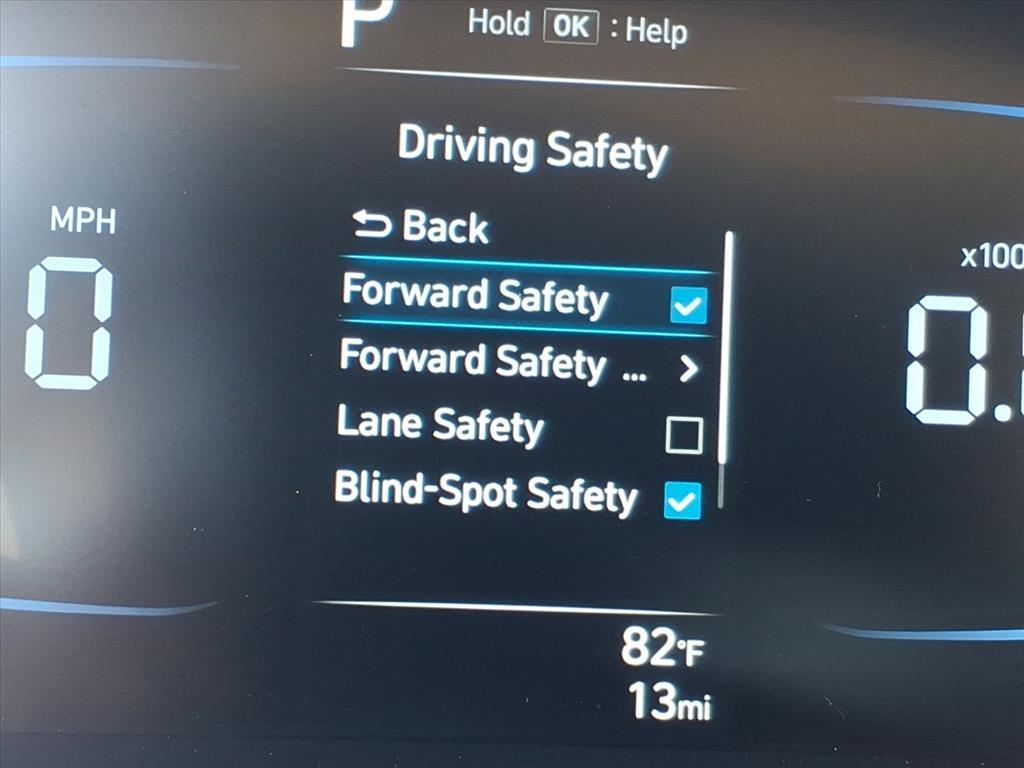 P
Hold OK : Help
Driving Safety
Back
Forward Safety
Forward Safety ...
Lane Safety
Blind-Spot Safety
MPH
0
x100
0.
82°F
13mi